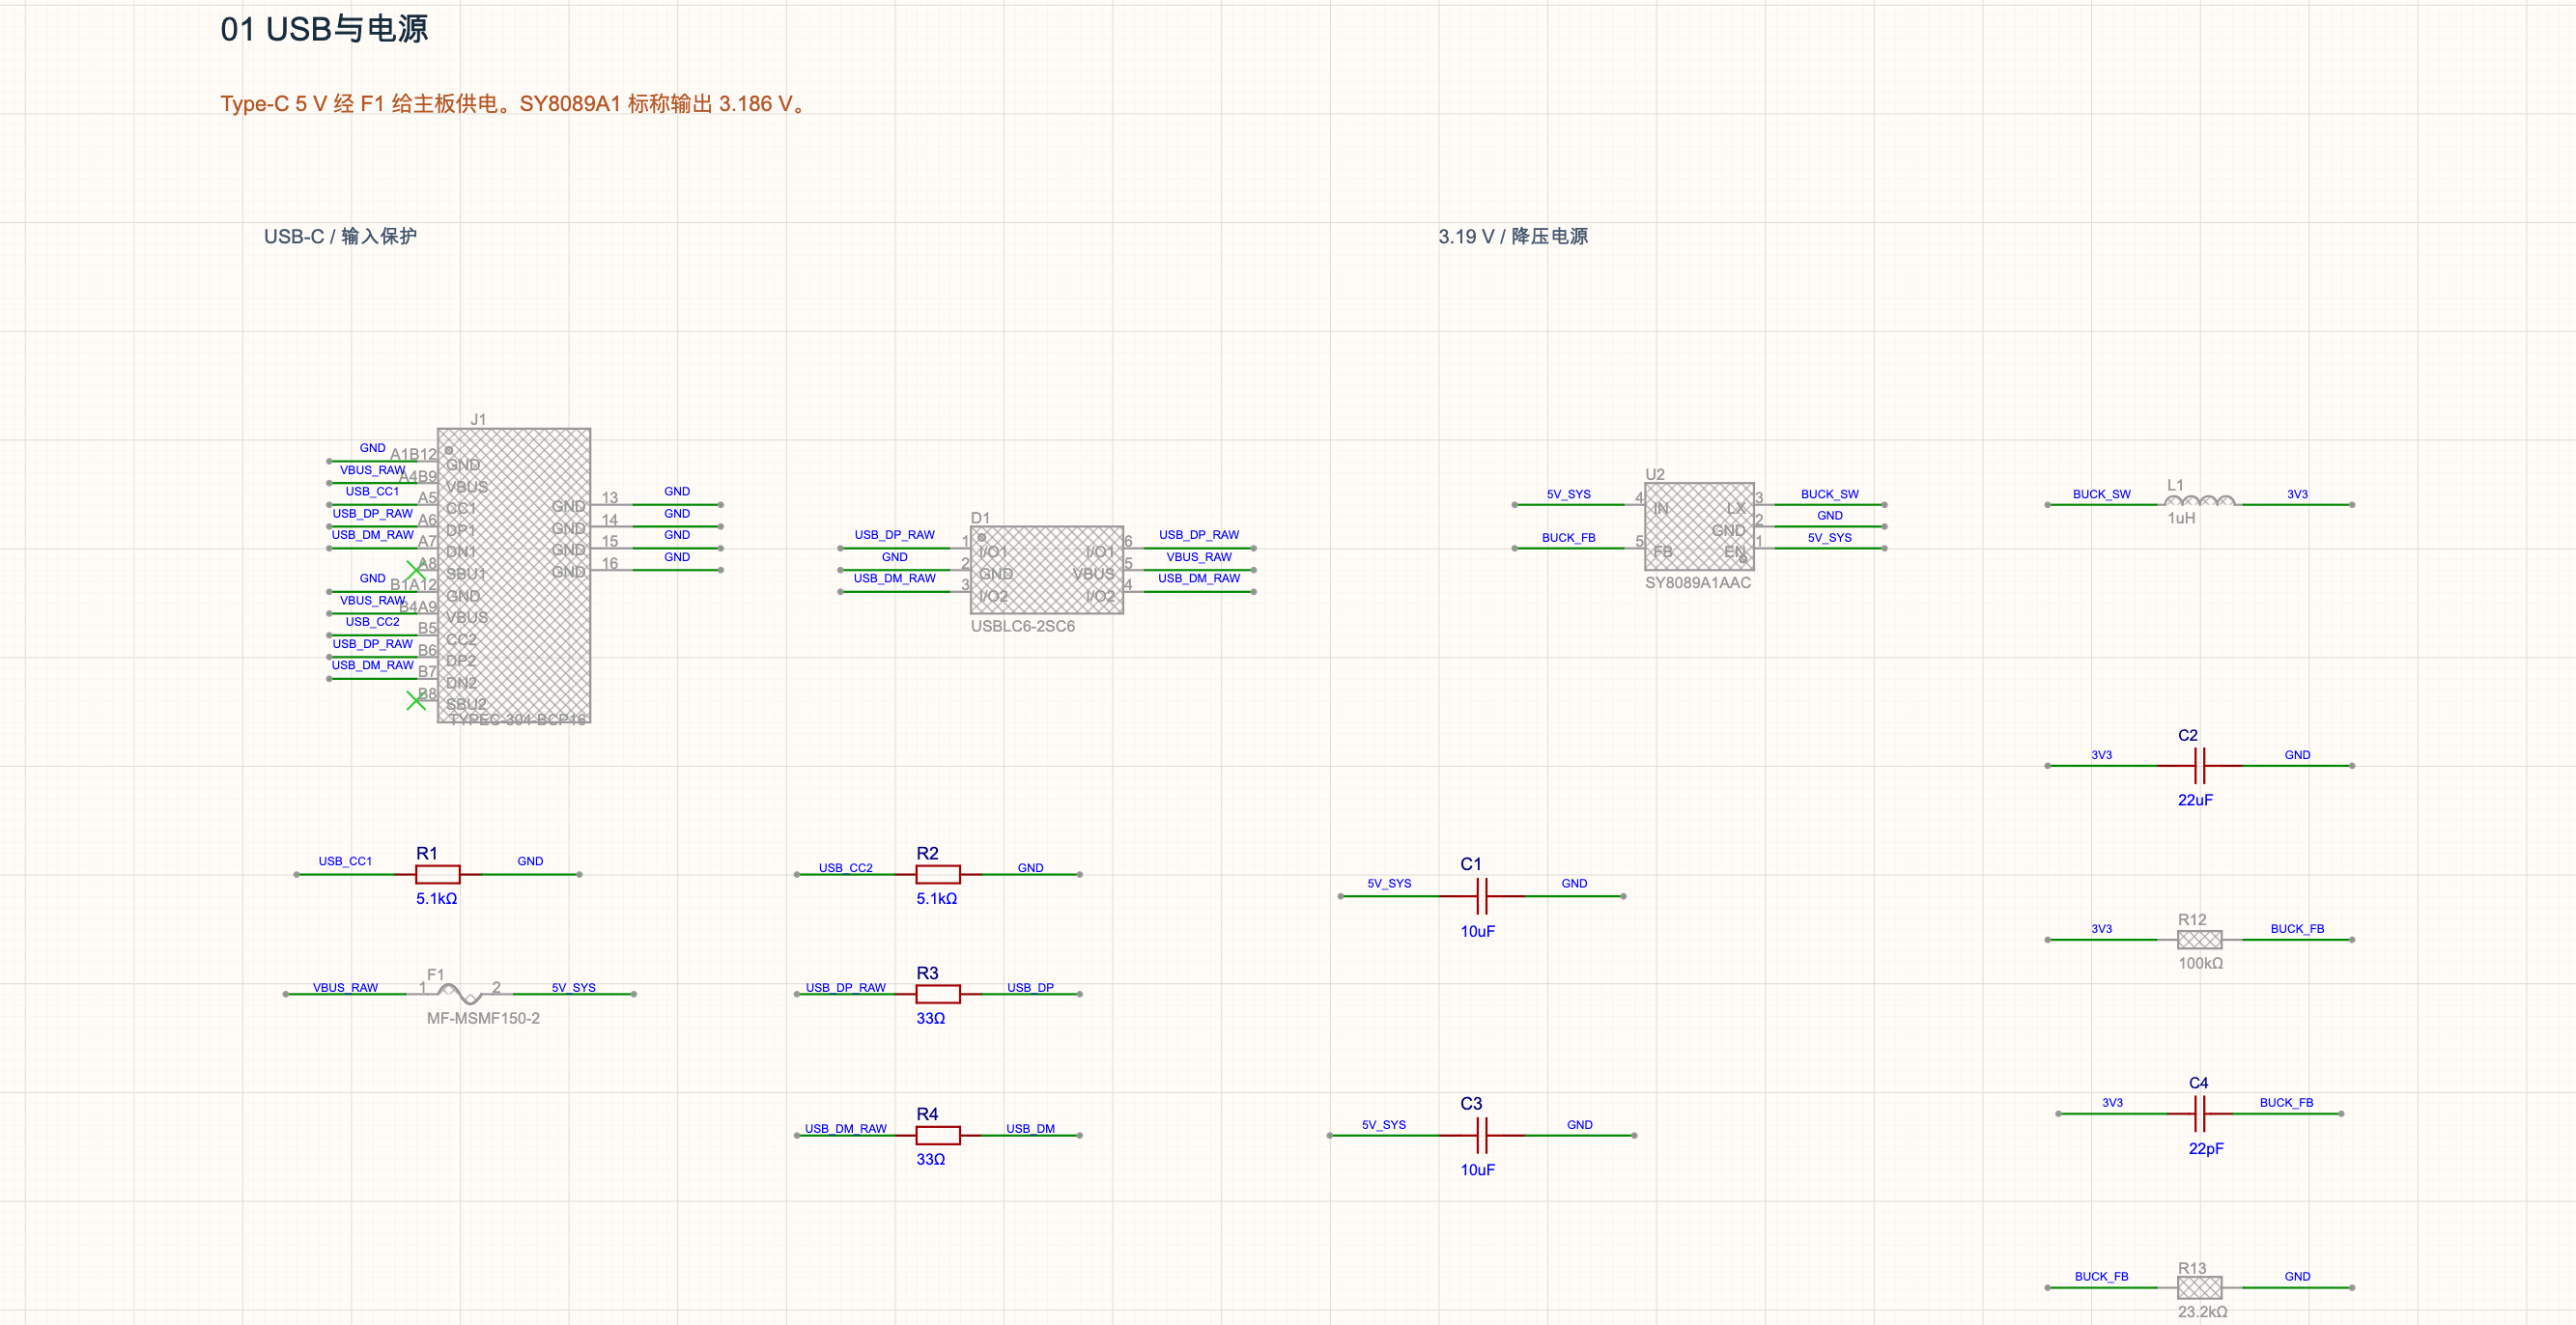 01 USB与电源
Type-C 5 V 经 F1 给主板供电。SY8089A1 标称输出 3.186 V。
USB-C / 输入保护
3.19 V / 降压电源
J1
GND A1B12 GND
VBUS_RAW A4B9 VBUS
USB_CC1 A5 CC1
USB_DP_RAW A6 DP1
USB_DM_RAW A7 DN1
A8 SBU1
GND B1A12 GND
VBUS_RAW B4A9 VBUS
USB_CC2 B5 CC2
USB_DP_RAW B6 DP2
USB_DM_RAW B7 DN2
B8 SBU2
GND 13 GND
GND 14 GND
GND 15 GND
GND 16 GND
TYPEC-304-BCP16
D1
USB_DP_RAW 1 I/O1 I/O1 6 USB_DP_RAW
GND 2 GND VBUS 5 VBUS_RAW
USB_DM_RAW 3 I/O2 I/O2 4 USB_DM_RAW
USBLC6-2SC6
U2
5V_SYS 4 IN LX 3 BUCK_SW
GND 2 GND
BUCK_FB 5 FB EN 1 5V_SYS
SY8089A1AAC
L1
BUCK_SW 3V3
1uH
C2
3V3 GND
22uF
R1
USB_CC1 GND
5.1kΩ
R2
USB_CC2 GND
5.1kΩ
C1
5V_SYS GND
10uF
R12
3V3 BUCK_FB
100kΩ
F1
VBUS_RAW 1 2 5V_SYS
MF-MSMF150-2
R3
USB_DP_RAW USB_DP
33Ω
R4
USB_DM_RAW USB_DM
33Ω
C3
5V_SYS GND
10uF
C4
3V3 BUCK_FB
22pF
R13
BUCK_FB GND
23.2kΩ